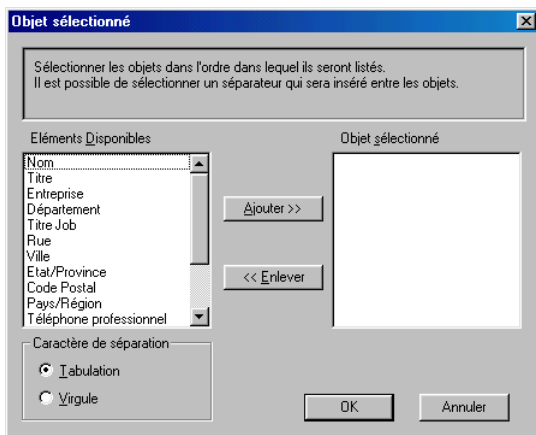 Objet sélectionné
Sélectionner les objets dans l'ordre dans lequel ils seront listés.
Il est possible de sélectionner un séparateur qui sera inséré entre les objets.
Eléments Disponibles
Nom
Titre
Entreprise
Département
Titre Job
Rue
Ville
Etat/Province
Code Postal
Pays/Région
Téléphone professionnel
Ajouter >>
<< Enlever
Objet sélectionné
Caractère de séparation
Tabulation
Virgule
OK
Annuler